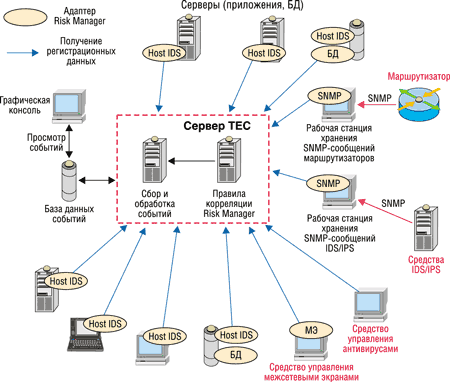 Адаптер
Risk Manager
Получение
регистрационных
данных
Серверы (приложения, БД)
Host IDS
Host IDS
Host IDS
БД
Графическая
консоль
Просмотр
событий
База данных
событий
Сервер TEC
Сбор и
обработка
событий
Правила
корреляции
Risk Manager
SNMP
SNMP
Маршрутизатор
Рабочая станция
хранения
SNMP-сообщений
маршрутизаторов
SNMP
SNMP
Рабочая станция
хранения
SNMP-сообщений
IDS/IPS
Средства
IDS/IPS
Host IDS
Host IDS
Host IDS
Host IDS
БД
МЭ
Средство управления
межсетевыми экранами
Средство
управления
антивирусами